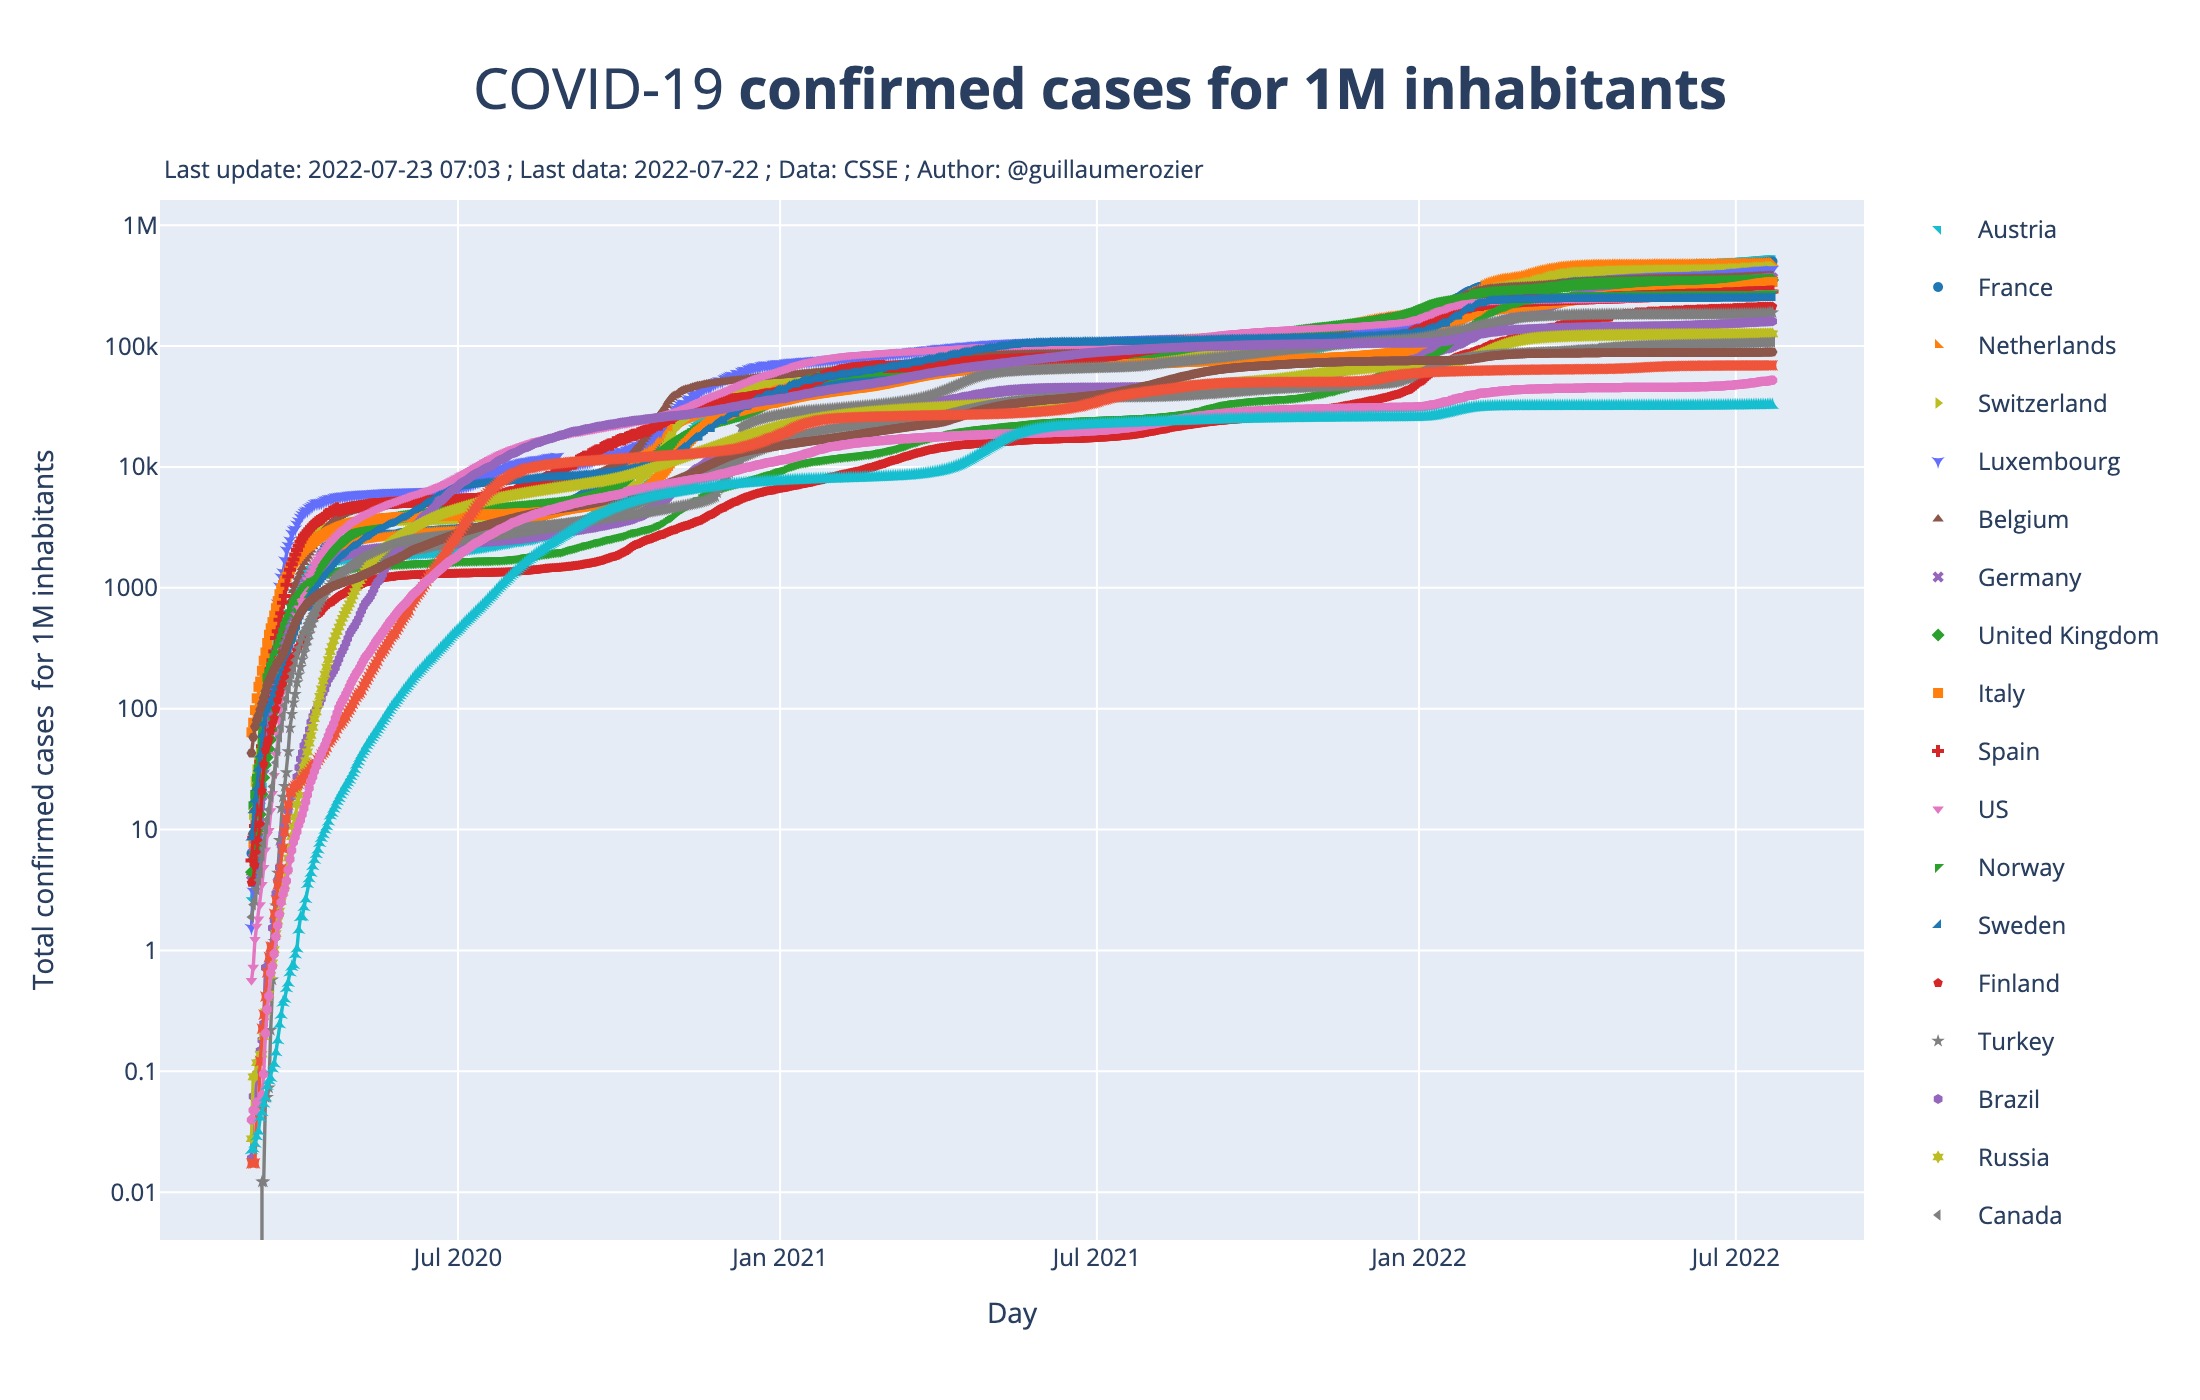 COVID-19 confirmed cases for 1M inhabitants
Last update: 2022-07-23 07:03 ; Last data: 2022-07-22 ; Data: CSSE ; Author: @guillaumerozier
Total confirmed cases for 1M inhabitants
1M
100k
10k
1000
100
10
1
0.1
0.01
Jul 2020
Jan 2021
Jul 2021
Jan 2022
Jul 2022
Day
Austria
France
Netherlands
Switzerland
Luxembourg
Belgium
Germany
United Kingdom
Italy
Spain
US
Norway
Sweden
Finland
Turkey
Brazil
Russia
Canada